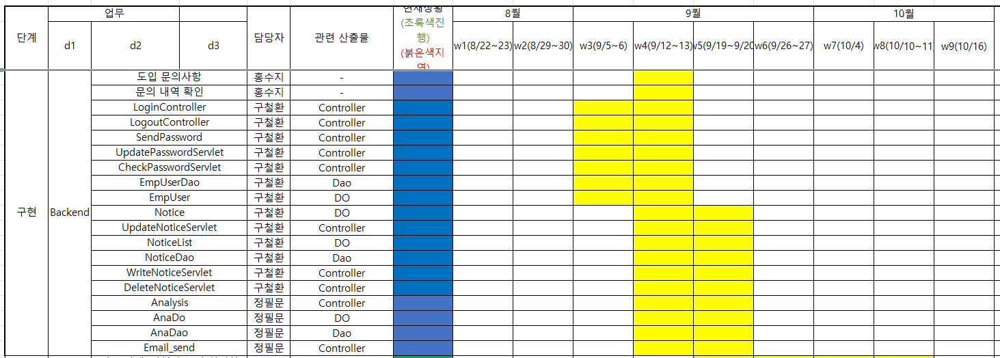 단계 업무 담당자 관련 산출물 현재상황 8월 9월 10월
(초록색진
행)
(붉은색지
연)
d1 d2 d3 w1(8/22~23) w2(8/29~30) w3(9/5~6) w4(9/12~13) w5(9/19~9/20 w6(9/26~27) w7(10/4) w8(10/10~11) w9(10/16)
구현 Backend
도입 문의사항 홍수지 -
문의 내역 확인 홍수지 -
LoginController 구철환 Controller
LogoutController 구철환 Controller
SendPassword 구철환 Controller
UpdatePasswordServlet 구철환 Controller
CheckPasswordServlet 구철환 Controller
EmpUserDao 구철환 Dao
EmpUser 구철환 DO
Notice 구철환 DO
UpdateNoticeServlet 구철환 Controller
NoticeList 구철환 DO
NoticeDao 구철환 Dao
WriteNoticeServlet 구철환 Controller
DeleteNoticeServlet 구철환 Controller
Analysis 정필문 Controller
AnaDo 정필문 DO
AnaDao 정필문 Dao
Email_send 정필문 Controller